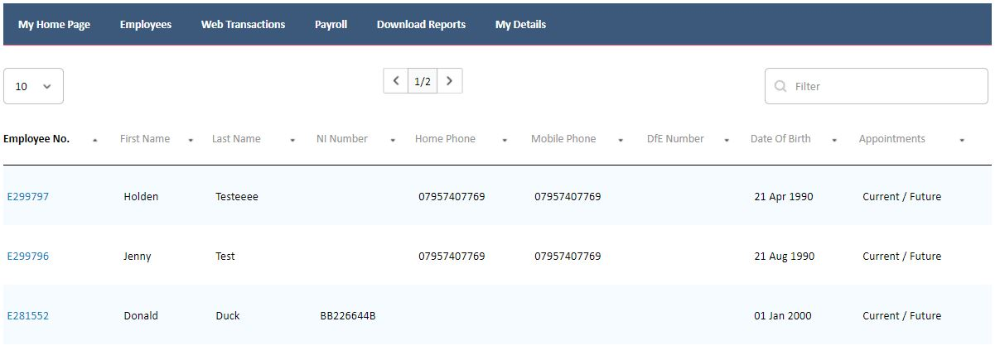 My Home Page Employees Web Transactions Payroll Download Reports My Details
10 1/2 Filter
Employee No. First Name Last Name NI Number Home Phone Mobile Phone DfE Number Date Of Birth Appointments
E299797 Holden Testeeee 07957407769 07957407769 21 Apr 1990 Current / Future
E299796 Jenny Test 07957407769 07957407769 21 Aug 1990 Current / Future
E281552 Donald Duck BB226644B 01 Jan 2000 Current / Future